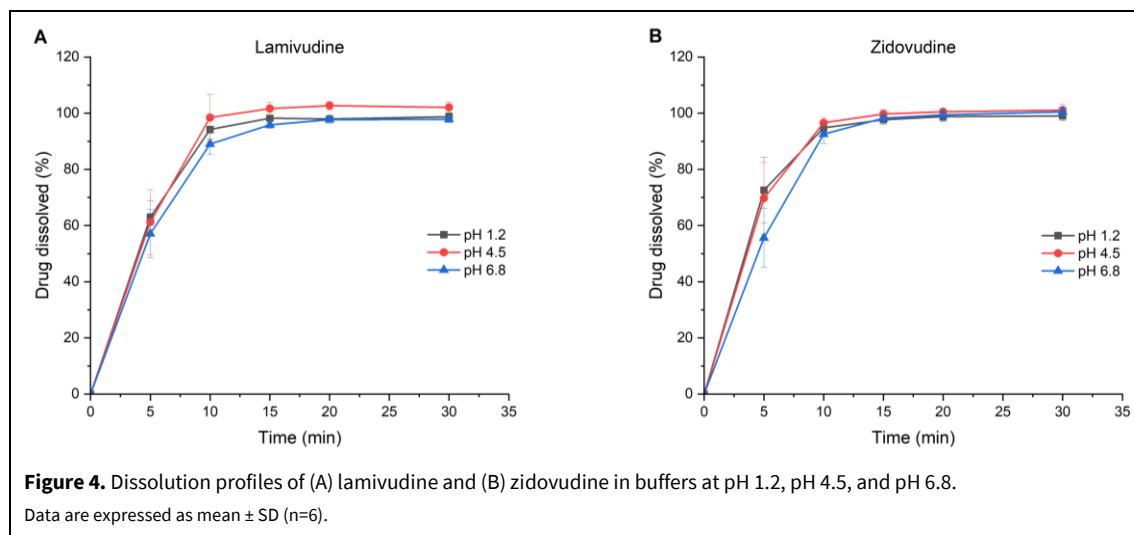 A
Lamivudine
120
100
80
60
40
20
0
Drug dissolved (%)
pH 1.2
pH 4.5
pH 6.8
0 5 10 15 20 25 30 35
Time (min)
B
Zidovudine
120
100
80
60
40
20
0
Drug dissolved (%)
pH 1.2
pH 4.5
pH 6.8
0 5 10 15 20 25 30 35
Time (min)
Figure 4. Dissolution profiles of (A) lamivudine and (B) zidovudine in buffers at pH 1.2, pH 4.5, and pH 6.8.
Data are expressed as mean ± SD (n=6).